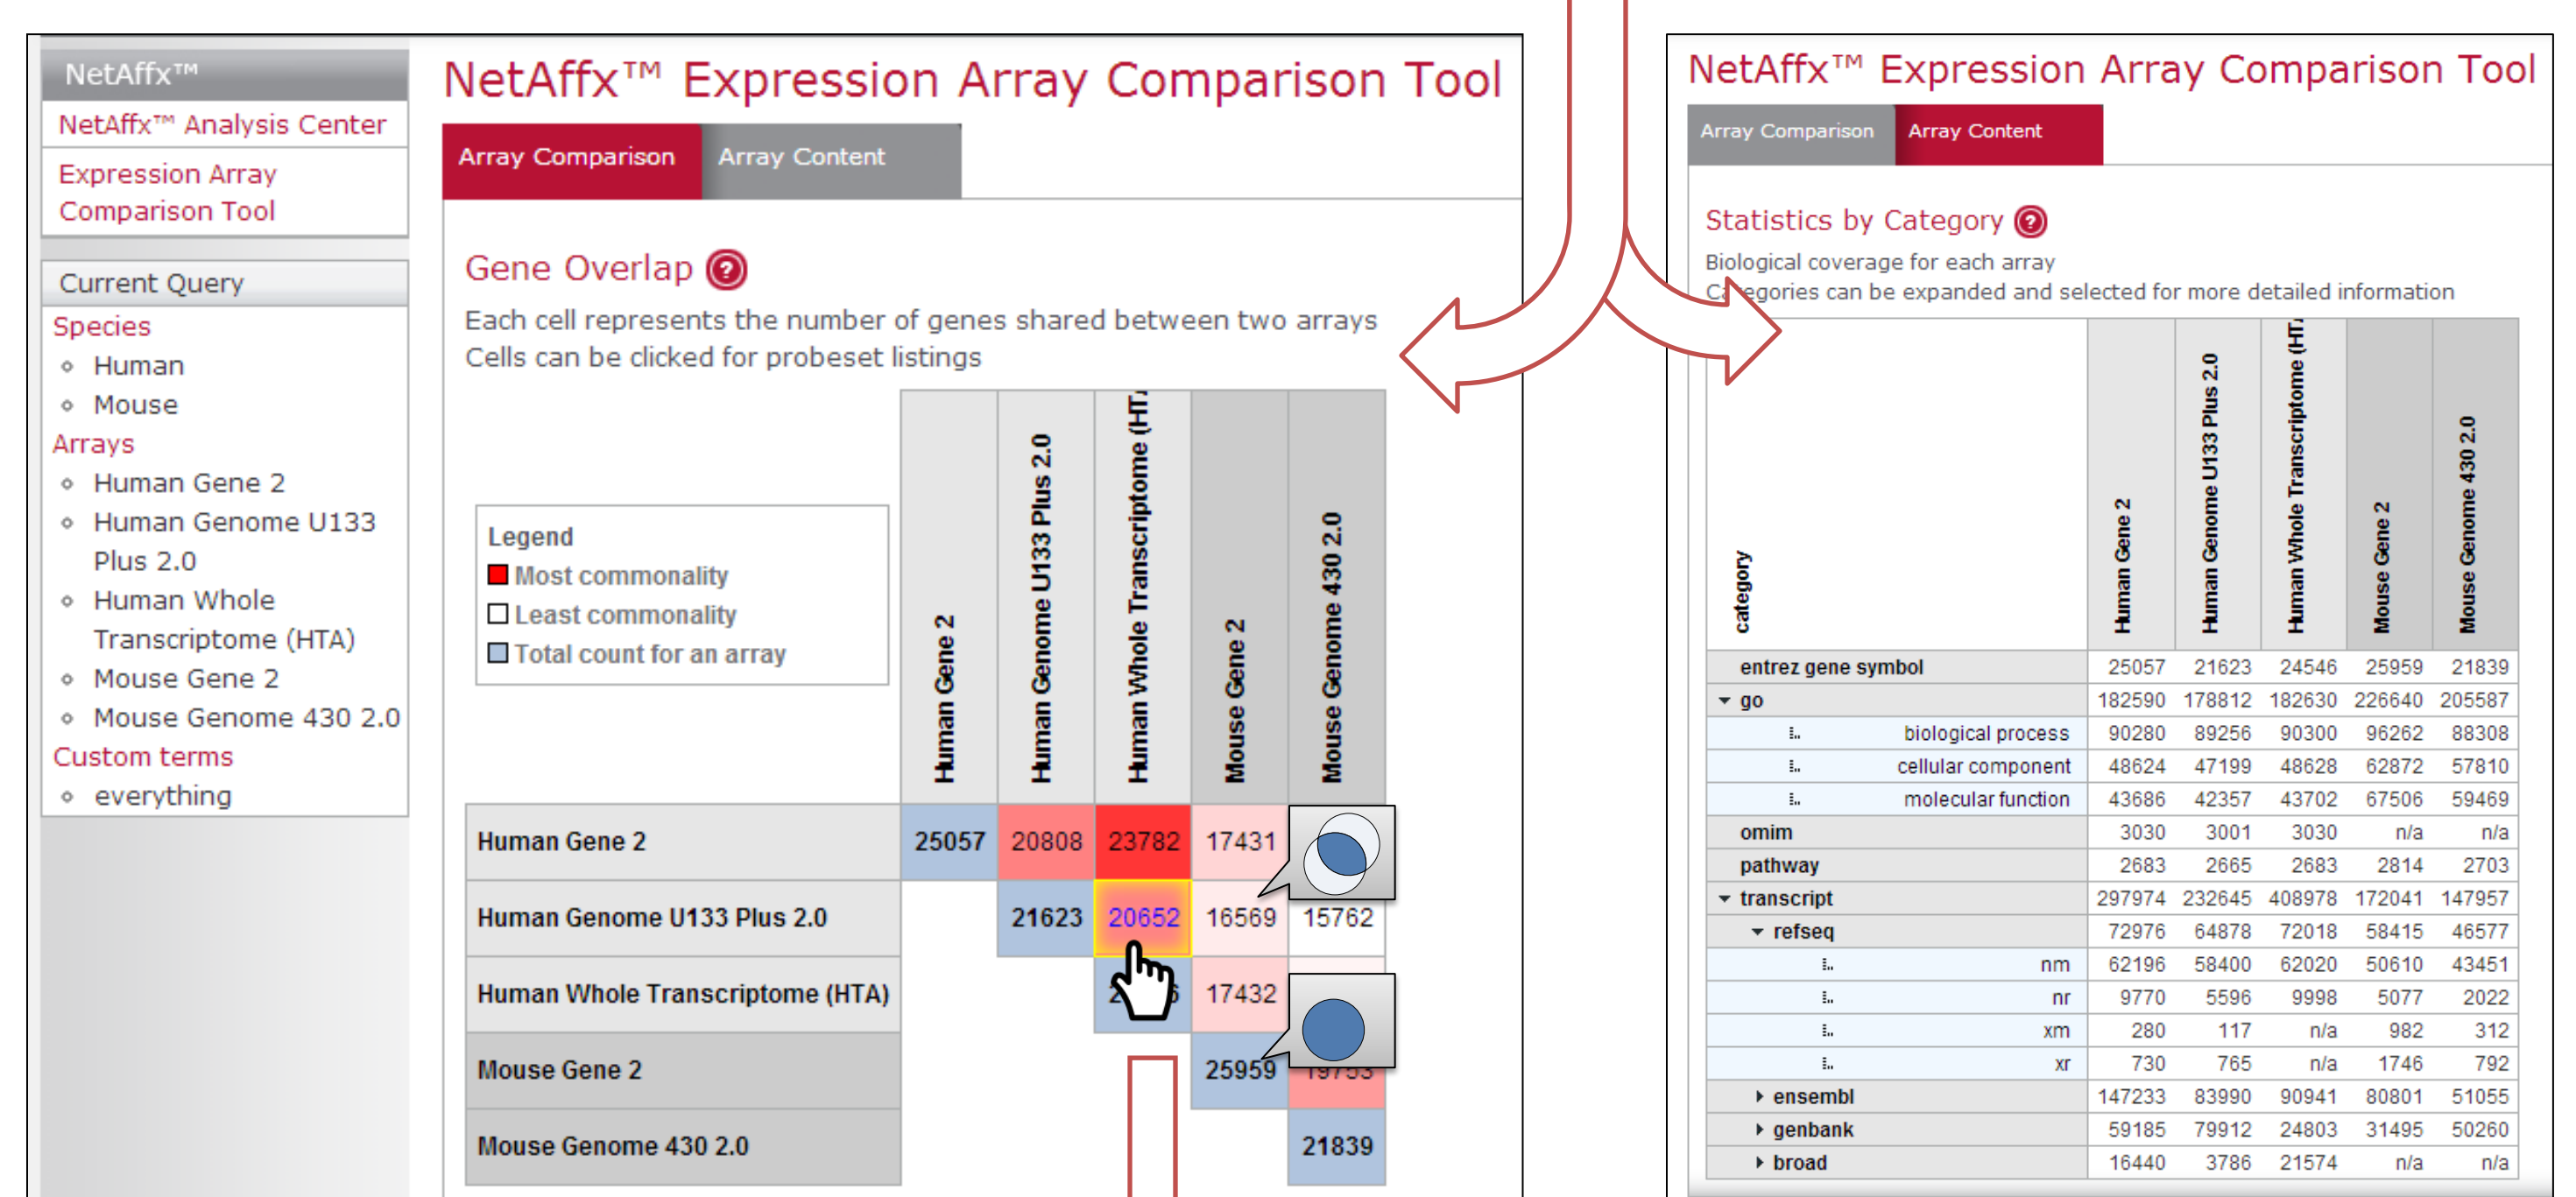 NetAffx™
NetAffx™ Analysis Center
Expression Array
Comparison Tool
Current Query
Species
Human
Mouse
Arrays
Human Gene 2
Human Genome U133
Plus 2.0
Human Whole
Transcriptome (HTA)
Mouse Gene 2
Mouse Genome 430 2.0
Custom terms
everything
NetAffx™ Expression Array Comparison Tool
Array Comparison Array Content
Gene Overlap ?
Each cell represents the number of genes shared between two arrays
Cells can be clicked for probeset listings
Legend
Most commonality
Least commonality
Total count for an array
Human Gene 2
Human Genome U133 Plus 2.0
Human Whole Transcriptome (HTA
Mouse Gene 2
Mouse Genome 430 2.0
Human Gene 2 25057 20808 23782 17431
Human Genome U133 Plus 2.0 21623 20652 16569 15762
Human Whole Transcriptome (HTA) 17432
Mouse Gene 2 25959 19753
Mouse Genome 430 2.0 21839
NetAffx™ Expression Array Comparison Tool
Array Comparison Array Content
Statistics by Category ?
Biological coverage for each array
Categories can be expanded and selected for more detailed information
category
Human Gene 2
Human Genome U133 Plus 2.0
Human Whole Transcriptome (HTA
Mouse Gene 2
Mouse Genome 430 2.0
entrez gene symbol 25057 21623 24546 25959 21839
go 182590 178812 182630 226640 205587
biological process 90280 89256 90300 96262 88308
cellular component 48624 47199 48628 62872 57810
molecular function 43686 42357 43702 67506 59469
omim 3030 3001 3030 n/a n/a
pathway 2683 2665 2683 2814 2703
transcript 297974 232645 408978 172041 147957
refseq 72976 64878 72018 58415 46577
nm 62196 58400 62020 50610 43451
nr 9770 5596 9998 5077 2022
xm 280 117 n/a 982 312
xr 730 765 n/a 1746 792
ensembl 147233 83990 90941 80801 51055
genbank 59185 79912 24803 31495 50260
broad 16440 3786 21574 n/a n/a